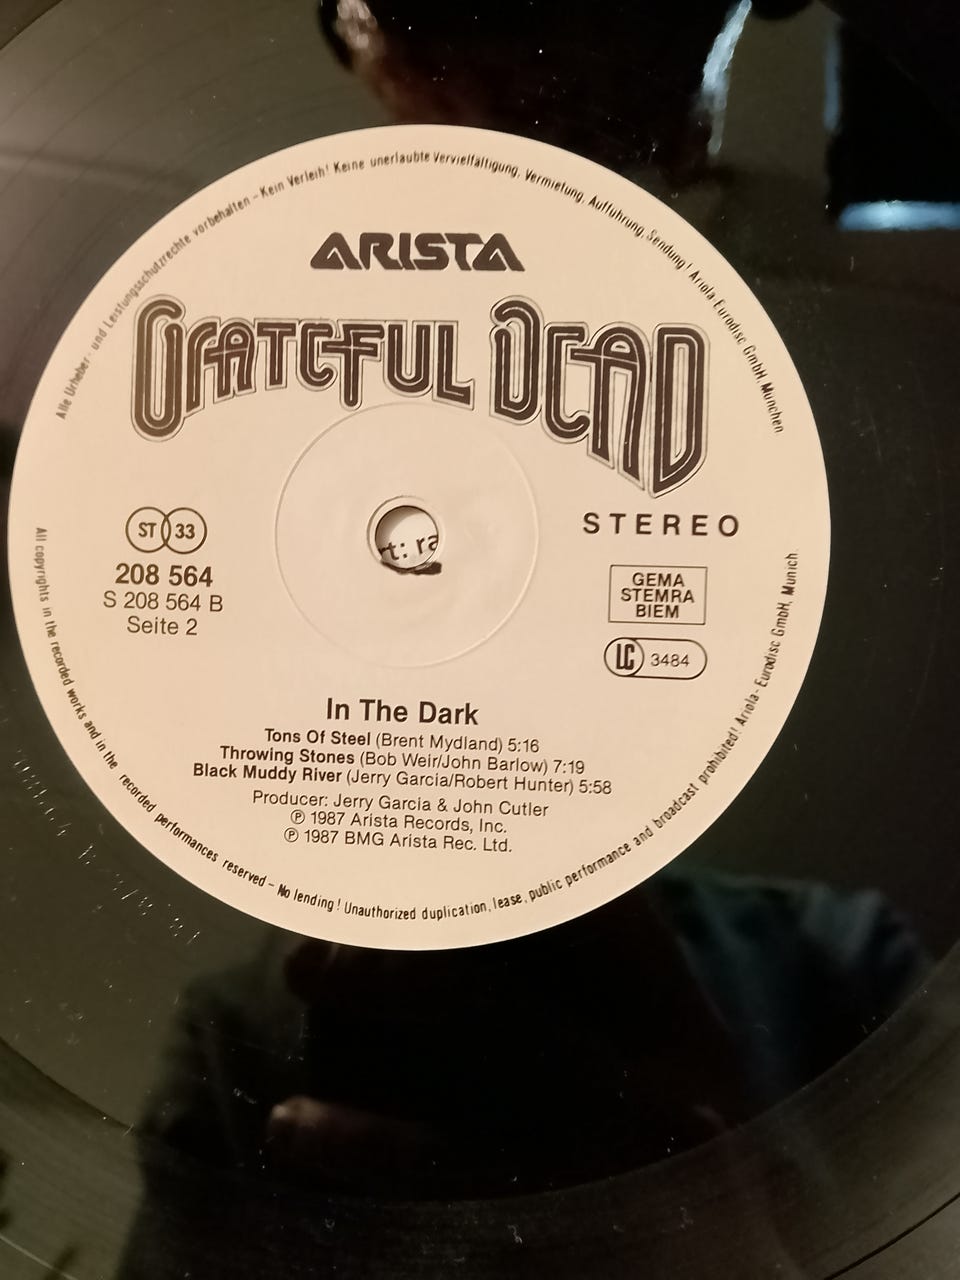 Alle Urheber- und Leistungsschutzrechte vorbehalten – Kein Verleih! Keine unerlaubte Vervielfältigung, Vermietung, Aufführung, Sendung! Ariola-Eurodisc GmbH, München.
ARISTA
GRATEFUL DEAD
ST 33
STEREO
208 564
S 208 564 B
Seite 2
GEMA
STEMRA
BIEM
LC 3484
rt: ra
In The Dark
Tons Of Steel (Brent Mydland) 5:16
Throwing Stones (Bob Weir/John Barlow) 7:19
Black Muddy River (Jerry Garcia/Robert Hunter) 5:58
Producer: Jerry Garcia & John Cutler
℗ 1987 Arista Records, Inc.
℗ 1987 BMG Arista Rec. Ltd.
All copyrights in the recorded works and in the recorded performances reserved – No lending! Unauthorized duplication, lease, public performance and broadcast prohibited! Ariola-Eurodisc GmbH, Munich.